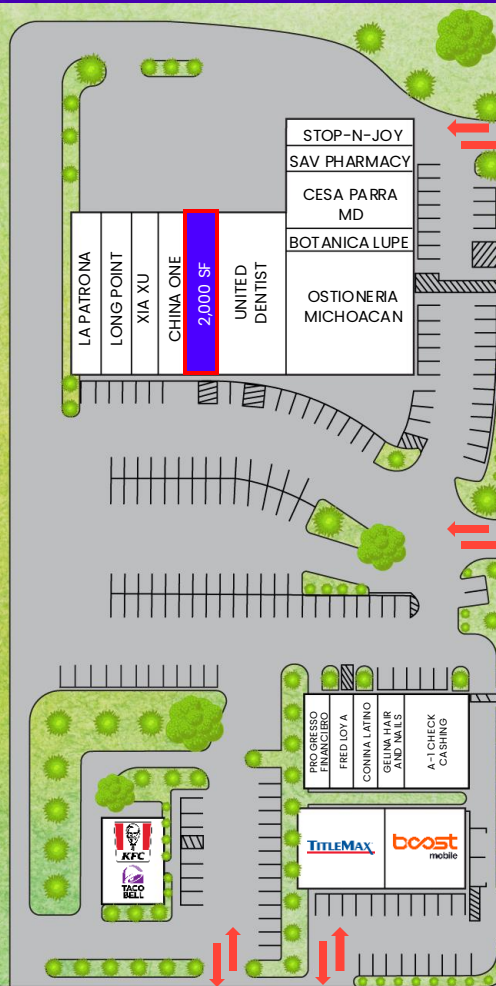 STOP-N-JOY
SAV PHARMACY
CESA PARRA
MD
BOTANICA LUPE
OSTIONERIA
MICHOACAN
LA PATRONA
LONG POINT
XIA XU
CHINA ONE
2,000 SF
UNITED
DENTIST
PROGRESSO
FINANCIERO
FRED LOYA
CONINA LATINO
GELINA HAIR
AND NAILS
A-1 CHECK
CASHING
TITLEMAX
boost
mobile
KFC
TACO
BELL